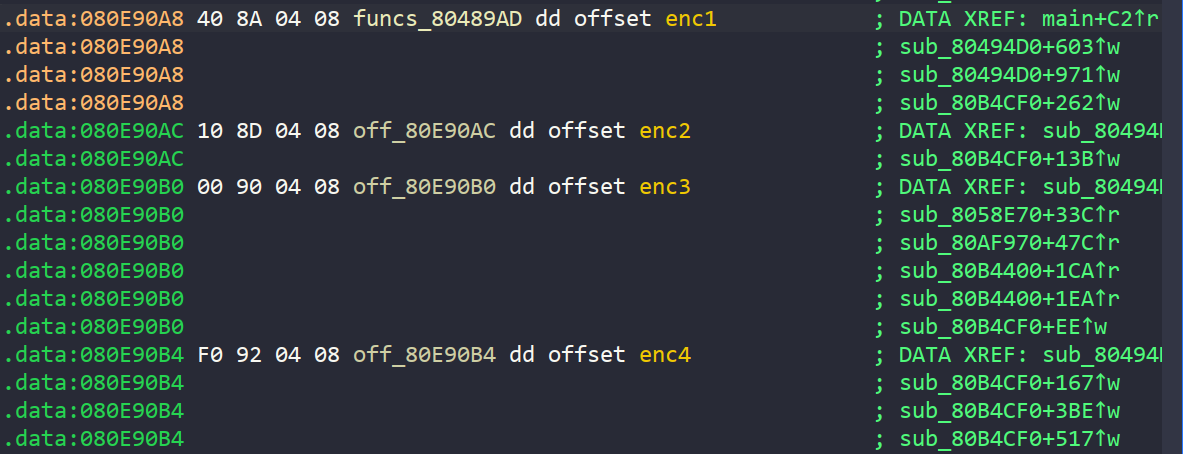 .data:080E90A8 40 8A 04 08 funcs_80489AD dd offset enc1 ; DATA XREF: main+C2↑r
.data:080E90A8 ; sub_80494D0+603↑w
.data:080E90A8 ; sub_80494D0+971↑w
.data:080E90A8 ; sub_80B4CF0+262↑w
.data:080E90AC 10 8D 04 08 off_80E90AC dd offset enc2 ; DATA XREF: sub_80494
.data:080E90AC ; sub_80B4CF0+13B↑w
.data:080E90B0 00 90 04 08 off_80E90B0 dd offset enc3 ; DATA XREF: sub_80494
.data:080E90B0 ; sub_8058E70+33C↑r
.data:080E90B0 ; sub_80AF970+47C↑r
.data:080E90B0 ; sub_80B4400+1CA↑r
.data:080E90B0 ; sub_80B4400+1EA↑r
.data:080E90B0 ; sub_80B4CF0+EE↑w
.data:080E90B4 F0 92 04 08 off_80E90B4 dd offset enc4 ; DATA XREF: sub_80494
.data:080E90B4 ; sub_80B4CF0+167↑w
.data:080E90B4 ; sub_80B4CF0+3BE↑w
.data:080E90B4 ; sub_80B4CF0+517↑w